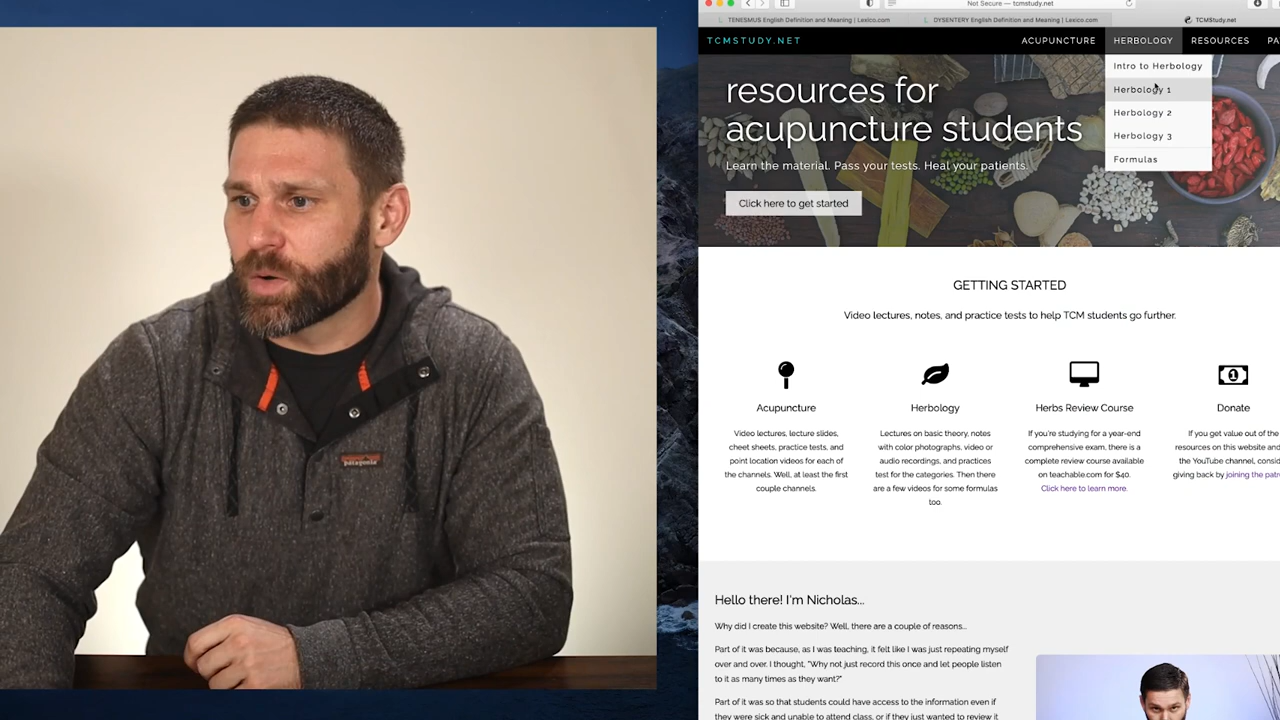 Not Secure — tcmstudy.net
TENESMUS English Definition and Meaning | Lexico.com
DYSENTERY English Definition and Meaning | Lexico.com
TCMStudy.net
TCMSTUDY.NET
ACUPUNCTURE
HERBOLOGY
RESOURCES
PA
Intro to Herbology
Herbology 1
Herbology 2
Herbology 3
Formulas
resources for
acupuncture students
Learn the material. Pass your tests. Heal your patients.
Click here to get started
GETTING STARTED
Video lectures, notes, and practice tests to help TCM students go further.
Acupuncture
Video lectures, lecture slides,
cheet sheets, practice tests, and
point location videos for each of
the channels. Well, at least the first
couple channels.
Herbology
Lectures on basic theory, notes
with color photographs, video or
audio recordings, and practices
test for the categories. Then there
are a few videos for some formulas
too.
Herbs Review Course
If you're studying for a year-end
comprehensive exam, there is a
complete review course available
on teachable.com for $40.
Click here to learn more.
Donate
If you get value out of the
resources on this website and
the YouTube channel, consi
giving back by joining the patr
Hello there! I'm Nicholas...
Why did I create this website? Well, there are a couple of reasons...
Part of it was because, as I was teaching, it felt like I was just repeating myself
over and over. I thought, "Why not just record this once and let people listen
to it as many times as they want?"
Part of it was so that students could have access to the information even if
they were sick and unable to attend class, or if they just wanted to review it
patagonia